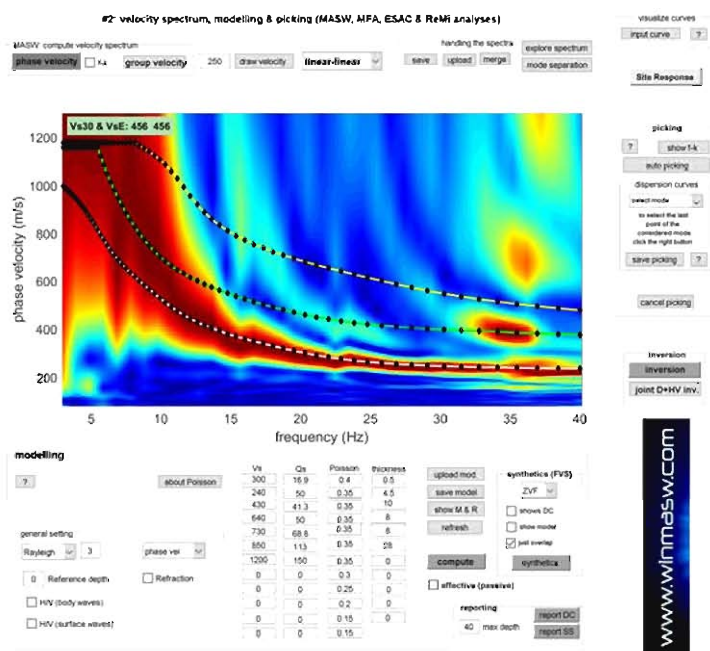 #2: velocity spectrum, modelling & picking (MASW, MFA, ESAC & ReMi analyses)
MASW: compute velocity spectrum
phase velocity
group velocity
250
draw velocity
linear-linear
handing the spectra
save
upload
merge
explore spectrum
mode separation
visualize curves
input curve
?
Site Response
Vs30 & VsE: 456 456
phase velocity (m/s)
1200
1000
800
600
400
200
5
10
15
20
25
30
35
40
frequency (Hz)
picking
?
show f-k
auto picking
dispersion curves
select mode
to select the last
point of the
considered mode
click the right button
save picking
?
cancel picking
inversion
inversion
joint D+HV inv.
www.winmasw.com
modelling
?
about Poisson
general setting
Rayleigh
3
phase vel
0 Reference depth
Refraction
H/V (body waves)
H/V (surface waves)
Vs Qs Poisson thickness
300 16.9 0.4 0.5
240 50 0.35 4.5
430 41.3 0.35 10
640 50 0.35 8
730 68.8 0.35 8
850 113 0.35 28
1200 150 0.35 0
0 0 0.3 0
0 0 0.25 0
0 0 0.2 0
0 0 0.15 0
0 0 0.15
upload mod.
save model
show M & R
refresh
compute
affective (passive)
synthetics (FVS)
ZVF
shows DC
show model
just overlap
synthetics
reporting
40 max depth
report DC
report SS